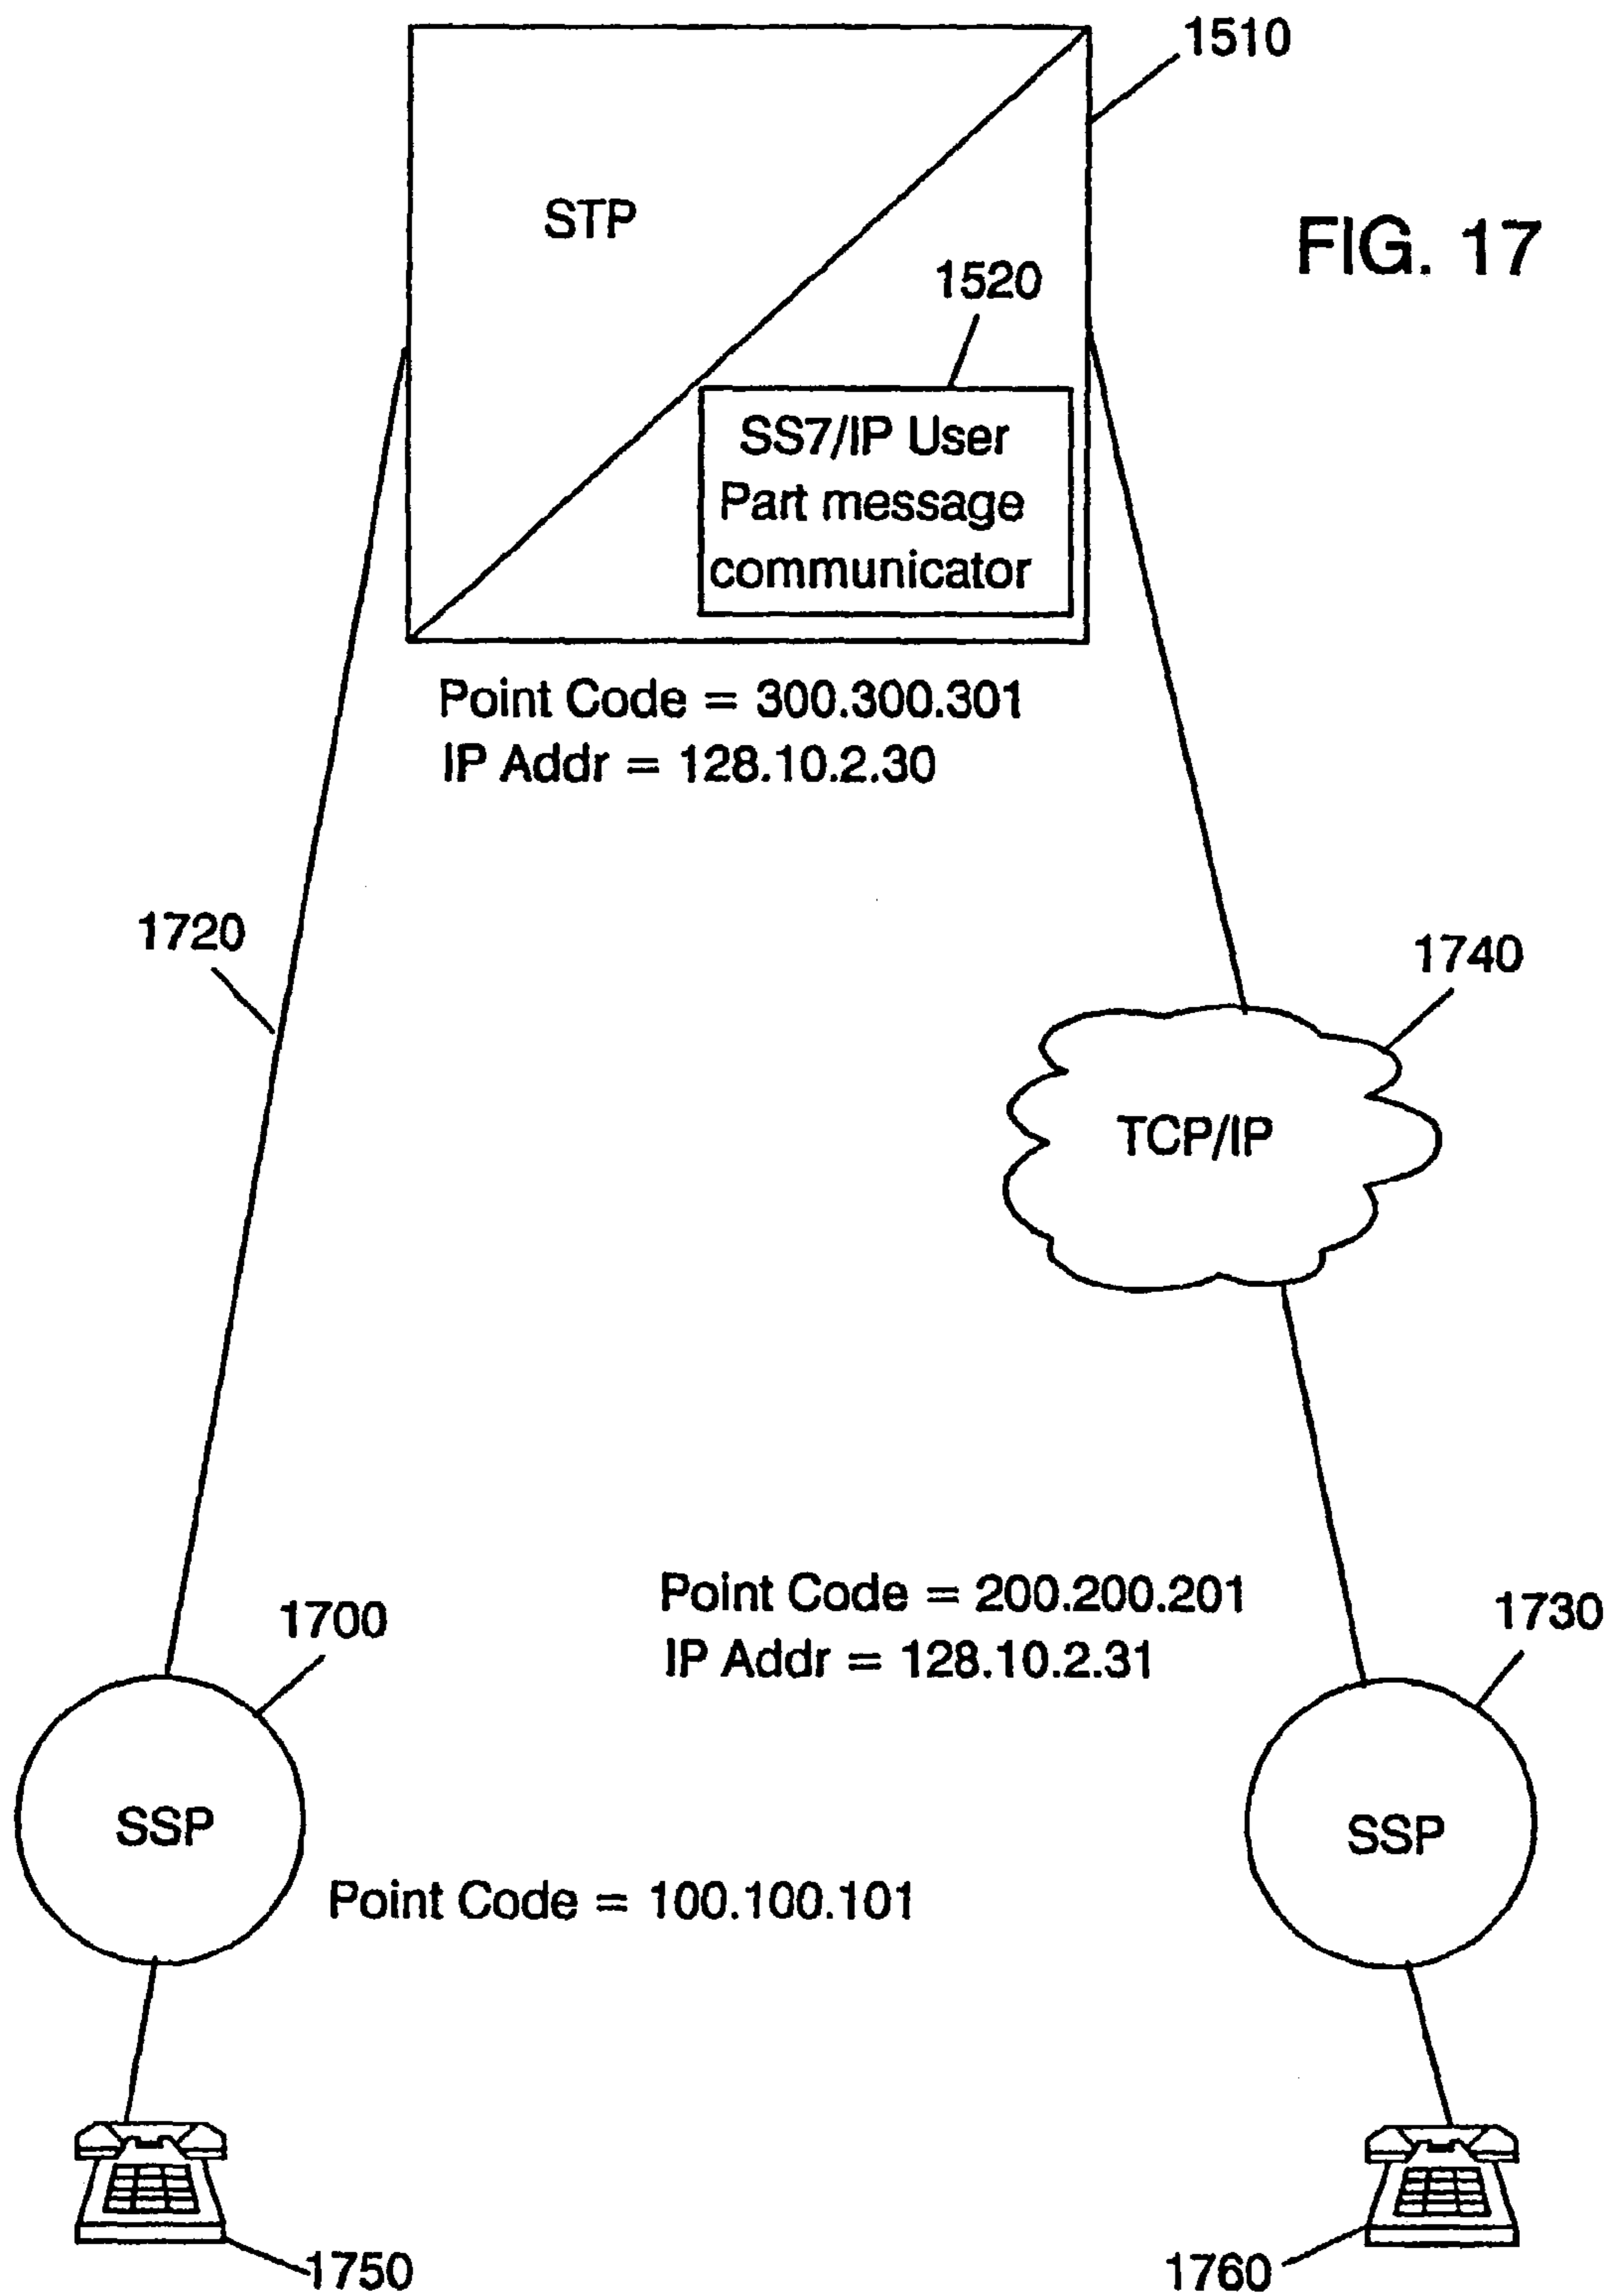 1510
STP
FIG. 17
1520
SS7/IP User
Part message
communicator
Point Code = 300.300.301
IP Addr = 128.10.2.30
1720
1740
TCP/IP
Point Code = 200.200.201
IP Addr = 128.10.2.31
1700
1730
SSP
SSP
Point Code = 100.100.101
1750
1760